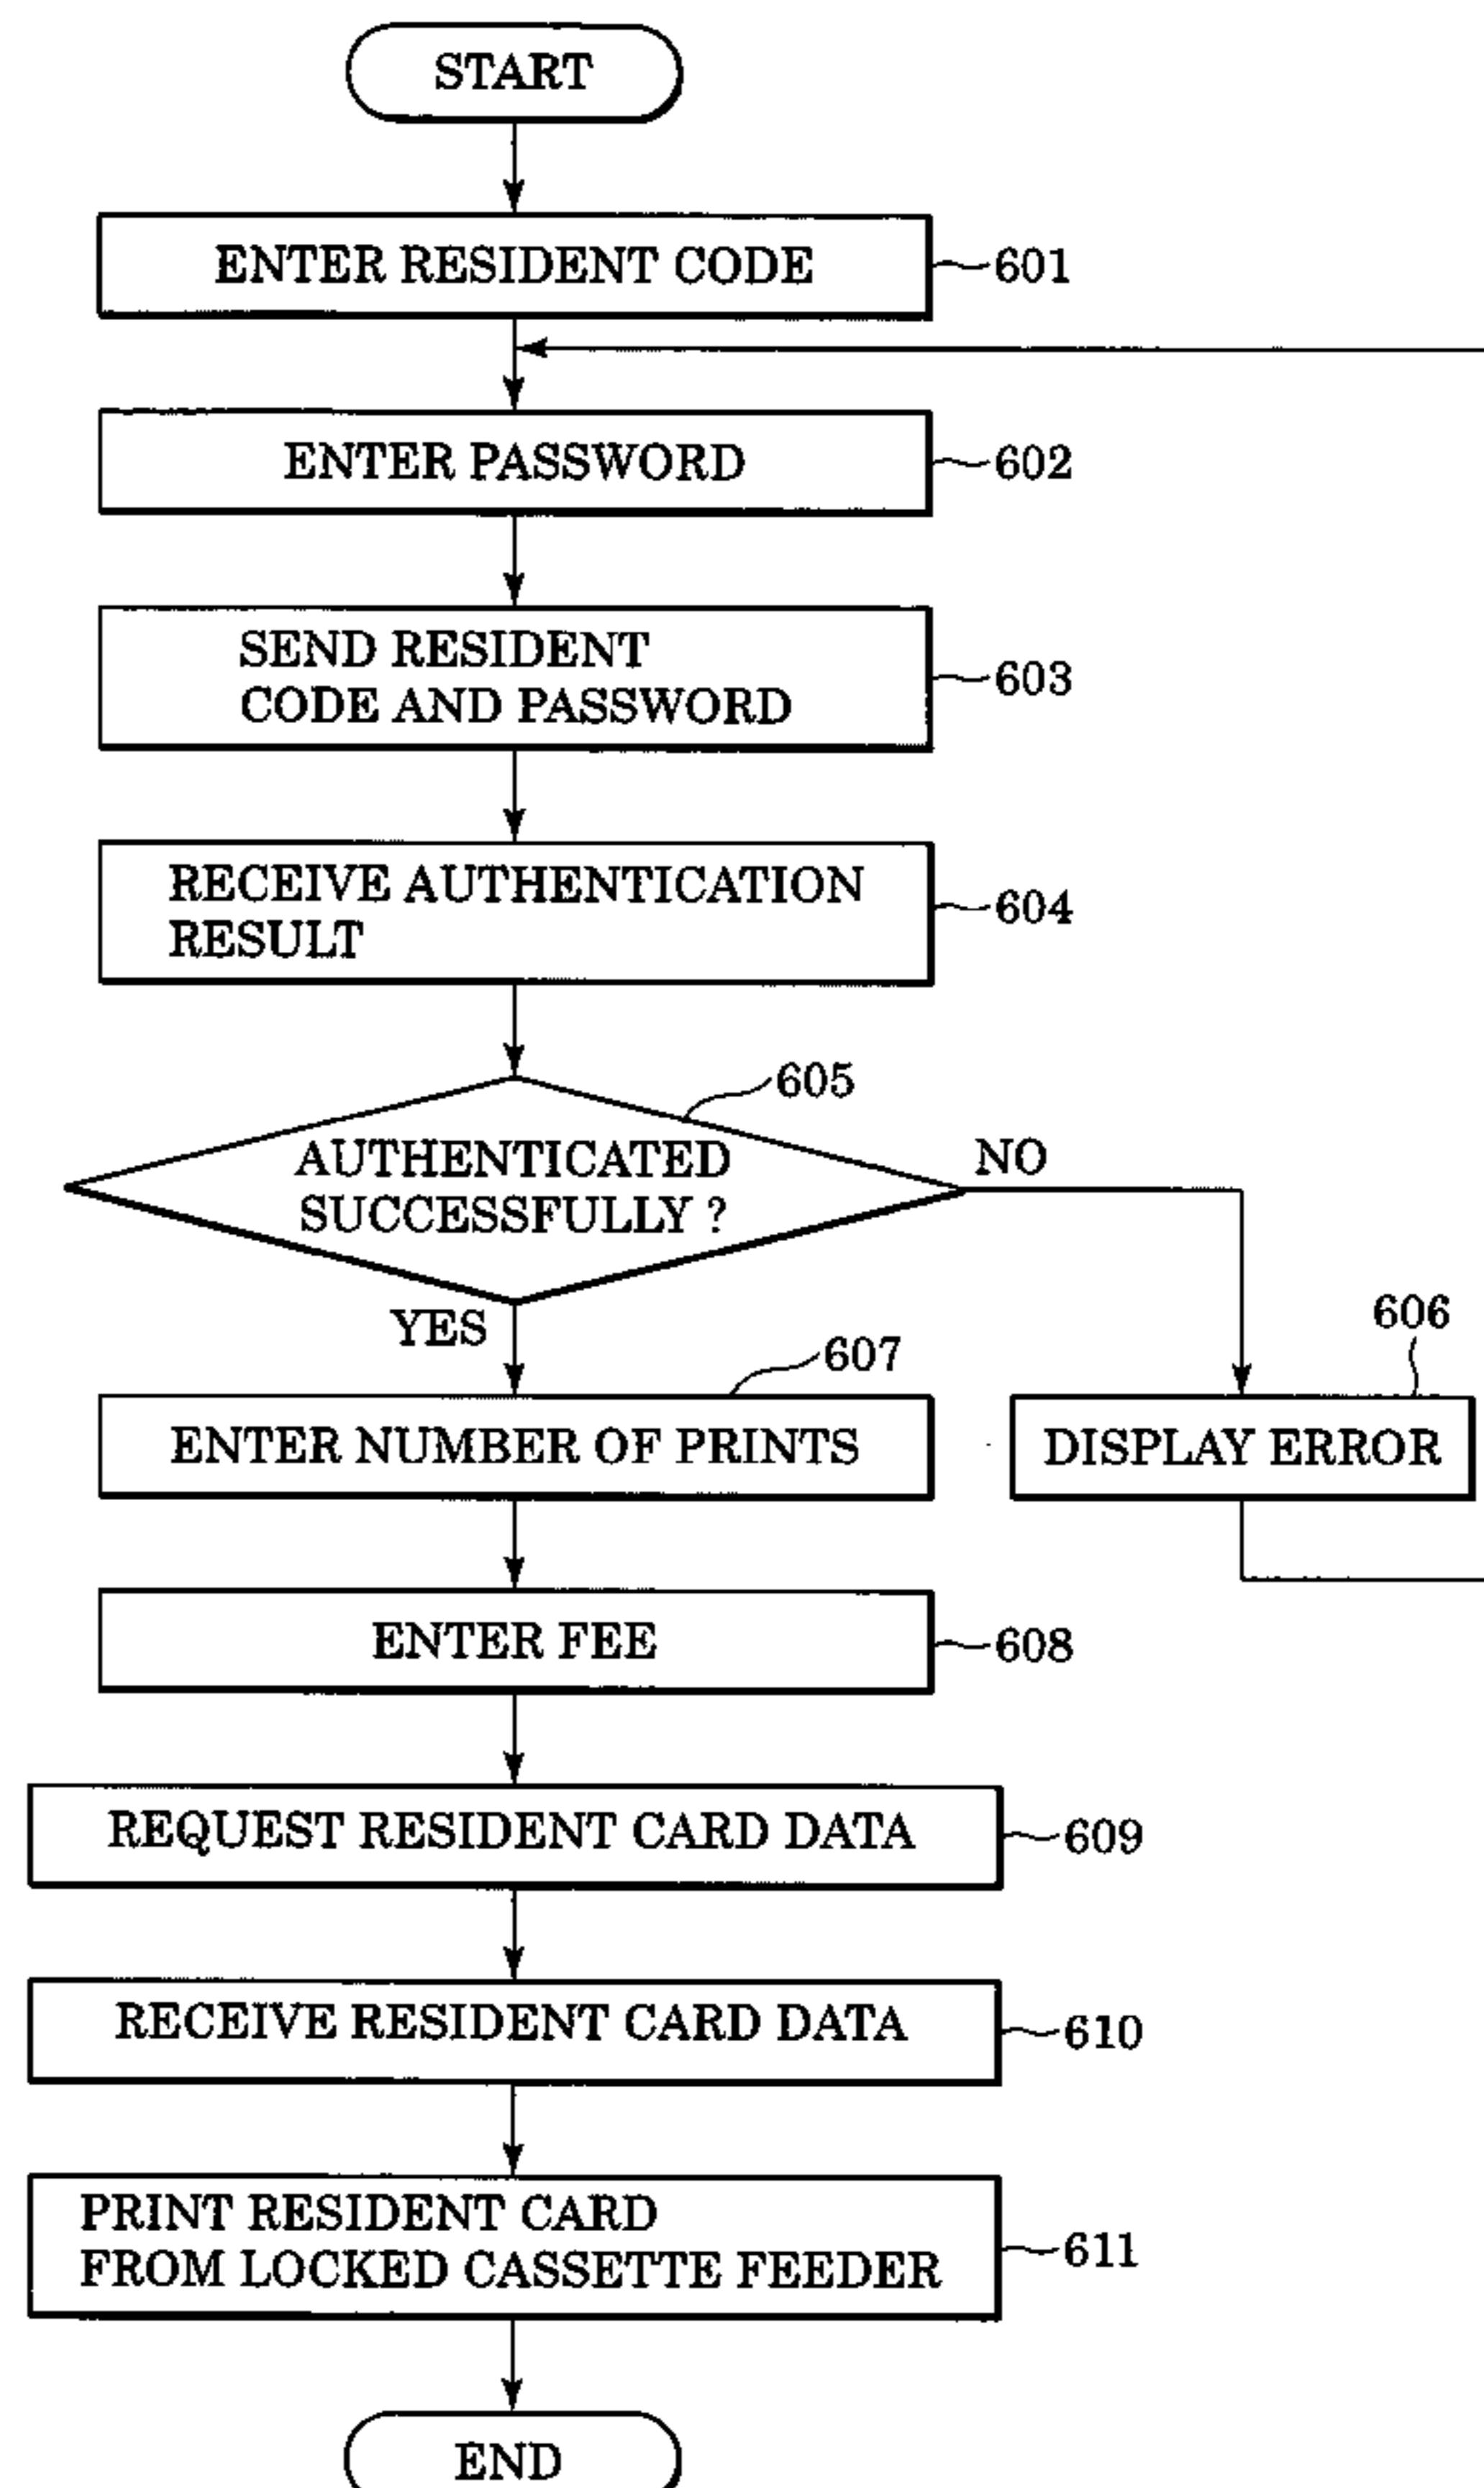 START
ENTER RESIDENT CODE
601
ENTER PASSWORD
602
SEND RESIDENT
CODE AND PASSWORD
603
RECEIVE AUTHENTICATION
RESULT
604
605
AUTHENTICATED
SUCCESSFULLY ?
NO
YES
606
607
ENTER NUMBER OF PRINTS
DISPLAY ERROR
ENTER FEE
608
REQUEST RESIDENT CARD DATA
609
RECEIVE RESIDENT CARD DATA
610
PRINT RESIDENT CARD
FROM LOCKED CASSETTE FEEDER
611
END